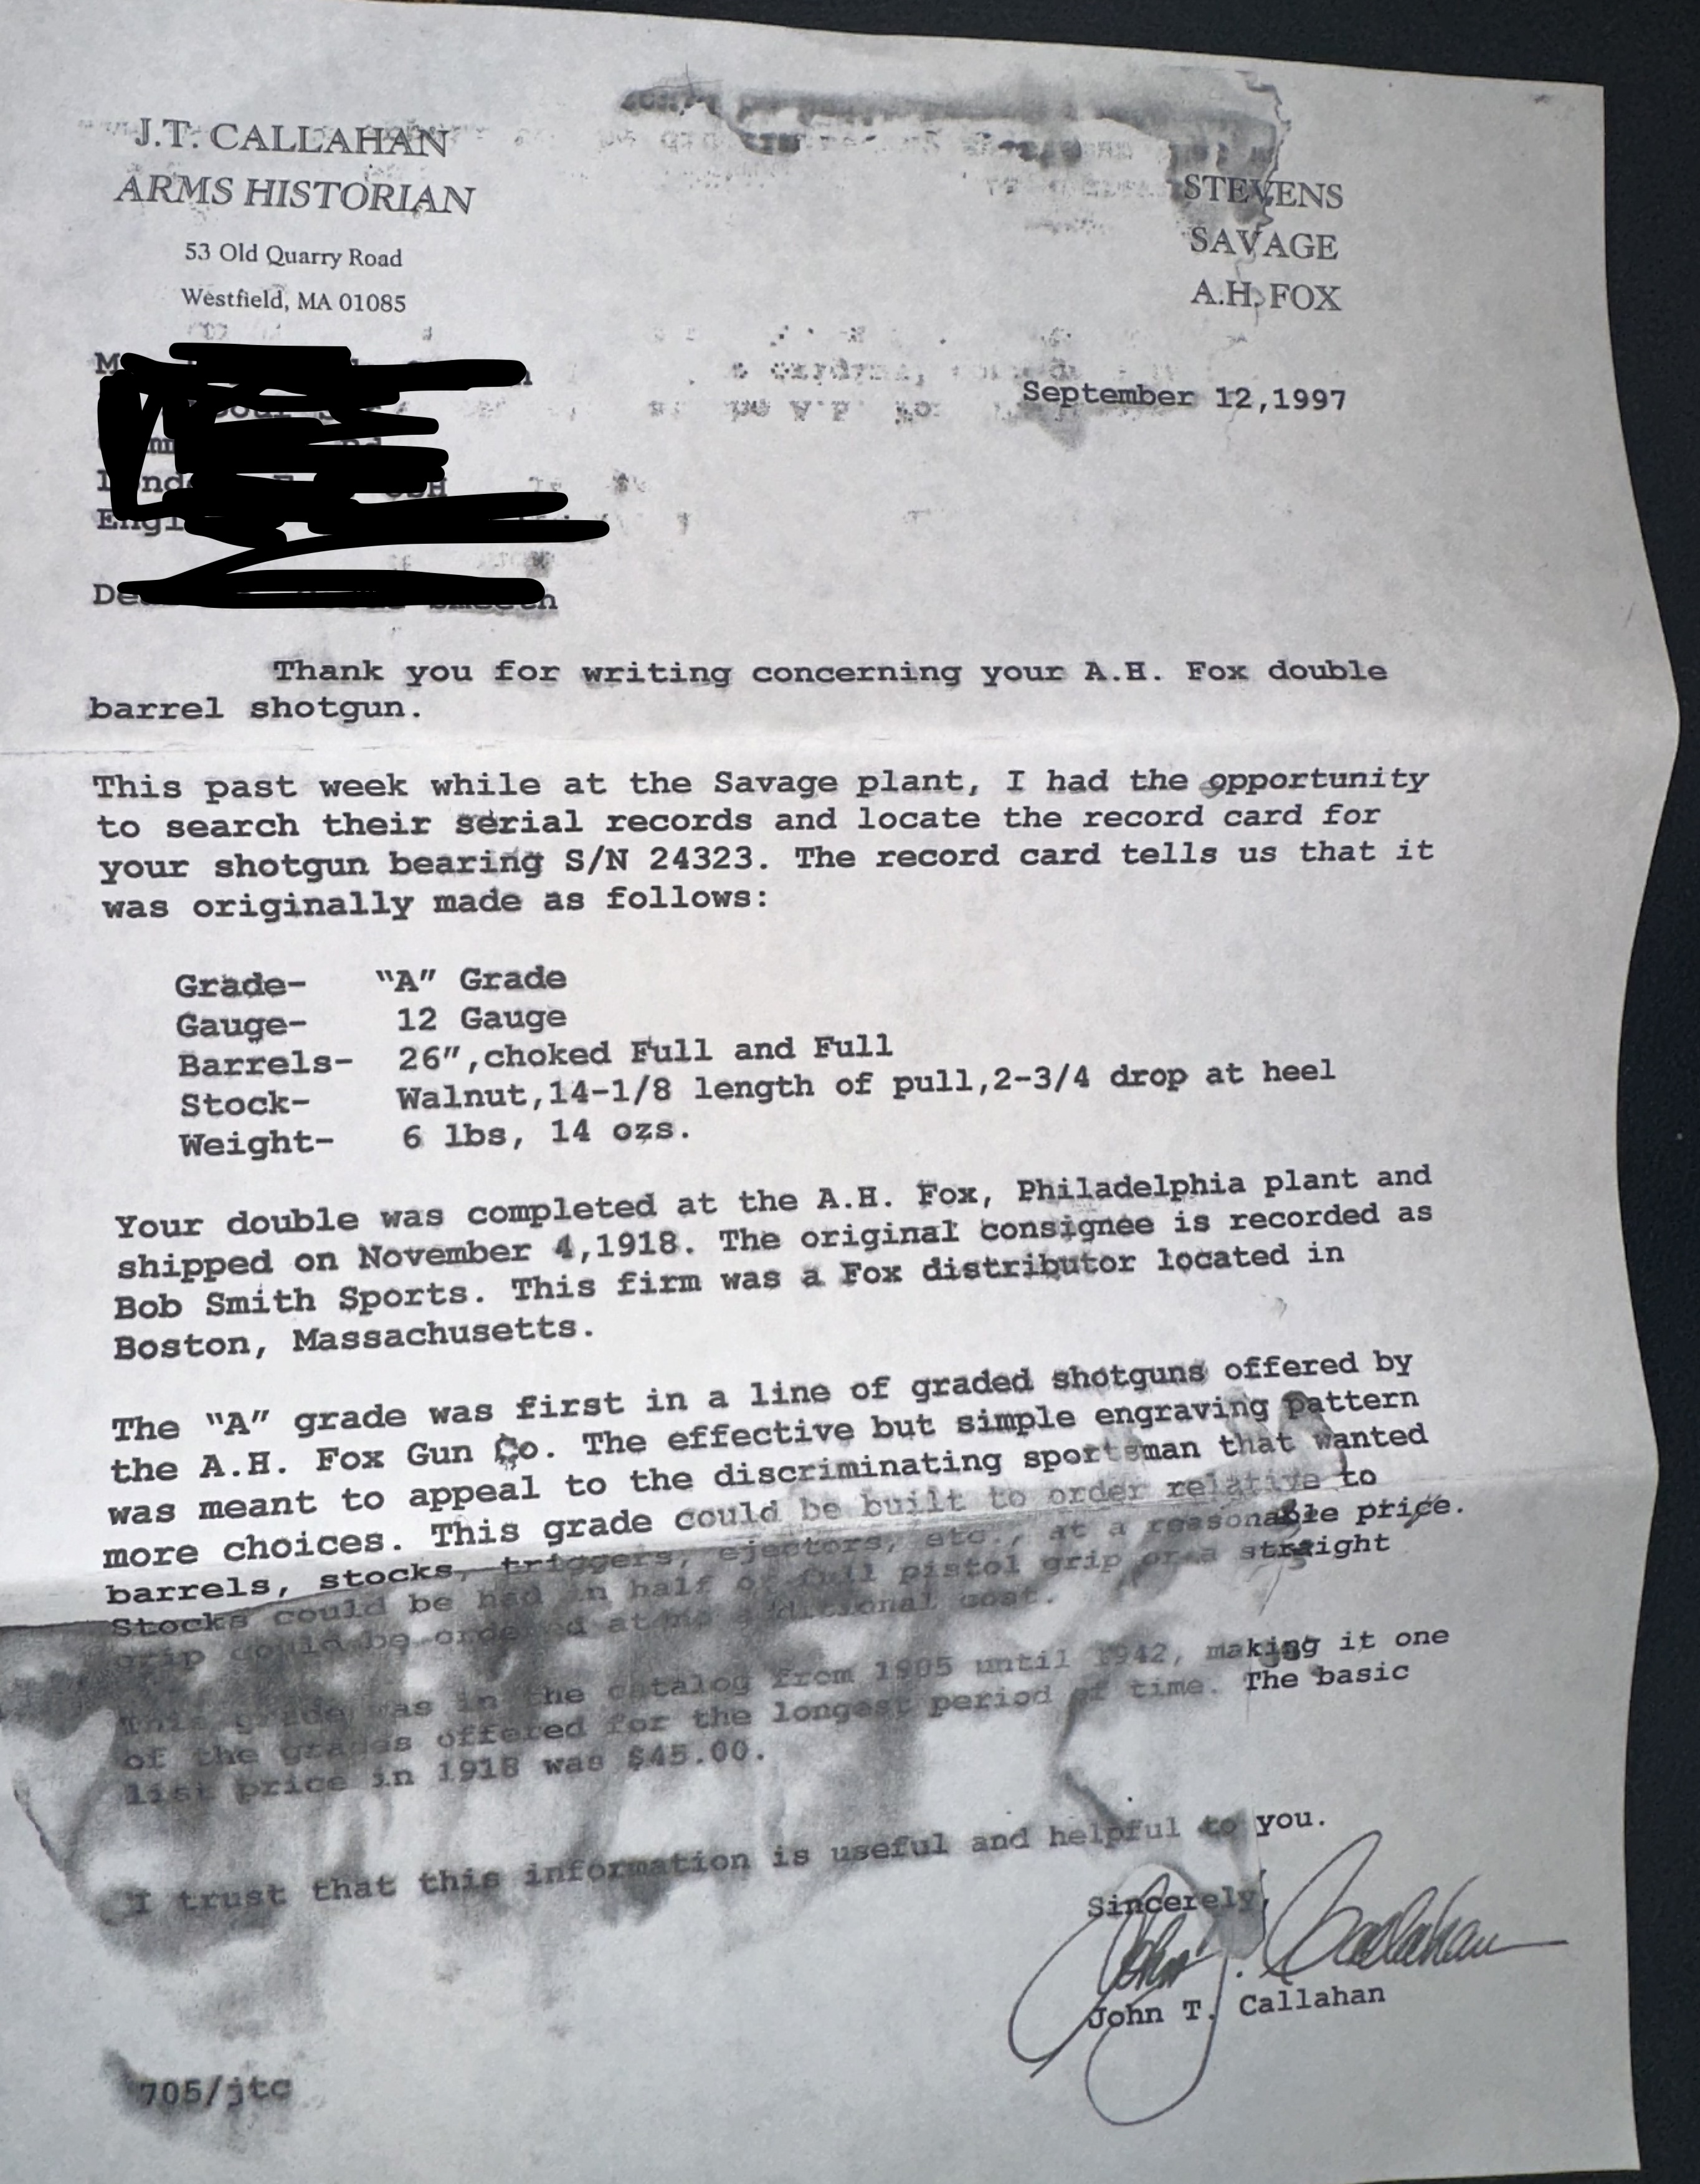 J.T. CALLAHAN
ARMS HISTORIAN
53 Old Quarry Road
Westfield, MA 01085
STEVENS
SAVAGE
A.H. FOX
September 12,1997
Thank you for writing concerning your A.H. Fox double
barrel shotgun.
This past week while at the Savage plant, I had the opportunity
to search their serial records and locate the record card for
your shotgun bearing S/N 24323. The record card tells us that it
was originally made as follows:
Grade- "A" Grade
Gauge- 12 Gauge
Barrels- 26",choked Full and Full
Stock- Walnut,14-1/8 length of pull,2-3/4 drop at heel
Weight- 6 lbs, 14 ozs.
Your double was completed at the A.H. Fox, Philadelphia plant and
shipped on November 4,1918. The original consignee is recorded as
Bob Smith Sports. This firm was a Fox distributor located in
Boston, Massachusetts.
The "A" grade was first in a line of graded shotguns offered by
the A.H. Fox Gun Co. The effective but simple engraving pattern
was meant to appeal to the discriminating sportsman that wanted
more choices. This grade could be built to order relative to
barrels, stocks, triggers, ejectors, etc., at a reasonable price.
Stocks could be had in half or full pistol grip or a straight
grip could be ordered at no additional cost.
This grade was in the catalog from 1905 until 1942, making it one
of the grades offered for the longest period of time. The basic
list price in 1918 was $45.00.
I trust that this information is useful and helpful to you.
Sincerely,
John T. Callahan
John T. Callahan
705/jtc